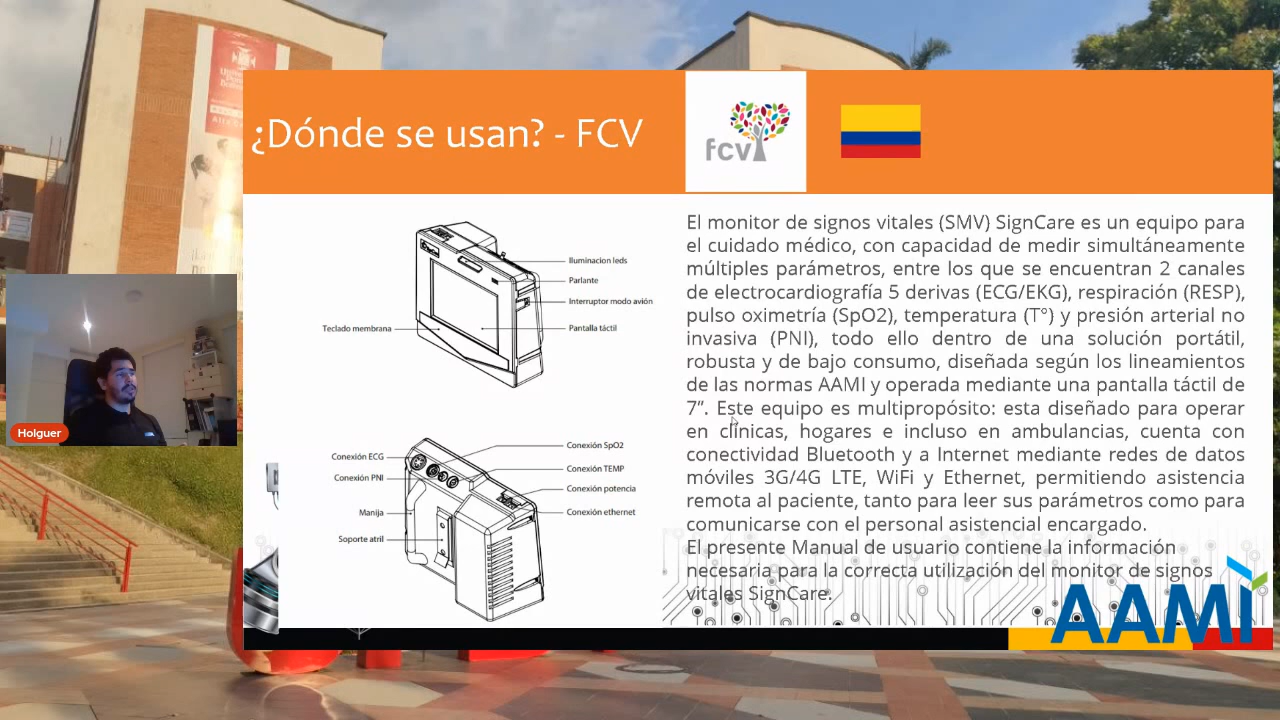 ¿Dónde se usan? - FCV
fcv
Iluminacion leds
Parlante
Interruptor modo avión
Teclado membrana
Pantalla táctil
Conexión SpO2
Conexión ECG
Conexión TEMP
Conexión PNI
Conexión potencia
Manija
Conexión ethernet
Soporte atril
El monitor de signos vitales (SMV) SignCare es un equipo para
el cuidado médico, con capacidad de medir simultáneamente
múltiples parámetros, entre los que se encuentran 2 canales
de electrocardiografía 5 derivas (ECG/EKG), respiración (RESP),
pulso oximetría (SpO2), temperatura (T°) y presión arterial no
invasiva (PNI), todo ello dentro de una solución portátil,
robusta y de bajo consumo, diseñada según los lineamientos
de las normas AAMI y operada mediante una pantalla táctil de
7”. Este equipo es multipropósito: esta diseñado para operar
en clínicas, hogares e incluso en ambulancias, cuenta con
conectividad Bluetooth y a Internet mediante redes de datos
móviles 3G/4G LTE, WiFi y Ethernet, permitiendo asistencia
remota al paciente, tanto para leer sus parámetros como para
comunicarse con el personal asistencial encargado.
El presente Manual de usuario contiene la información
necesaria para la correcta utilización del monitor de signos
vitales SignCare.
AAMI
Holguer